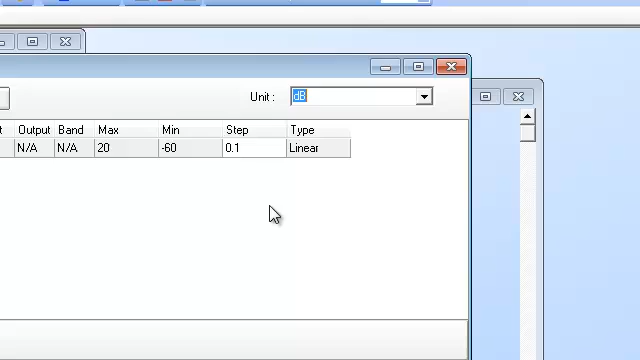 Unit : dB
t Output Band Max Min Step Type
N/A N/A 20 -60 0.1 Linear